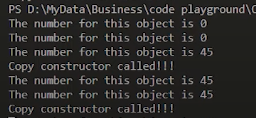 PS D:\MyData\Business\code playground\C
The number for this object is 0
The number for this object is 0
The number for this object is 45
Copy constructor called!!!
The number for this object is 45
The number for this object is 45
Copy constructor called!!!